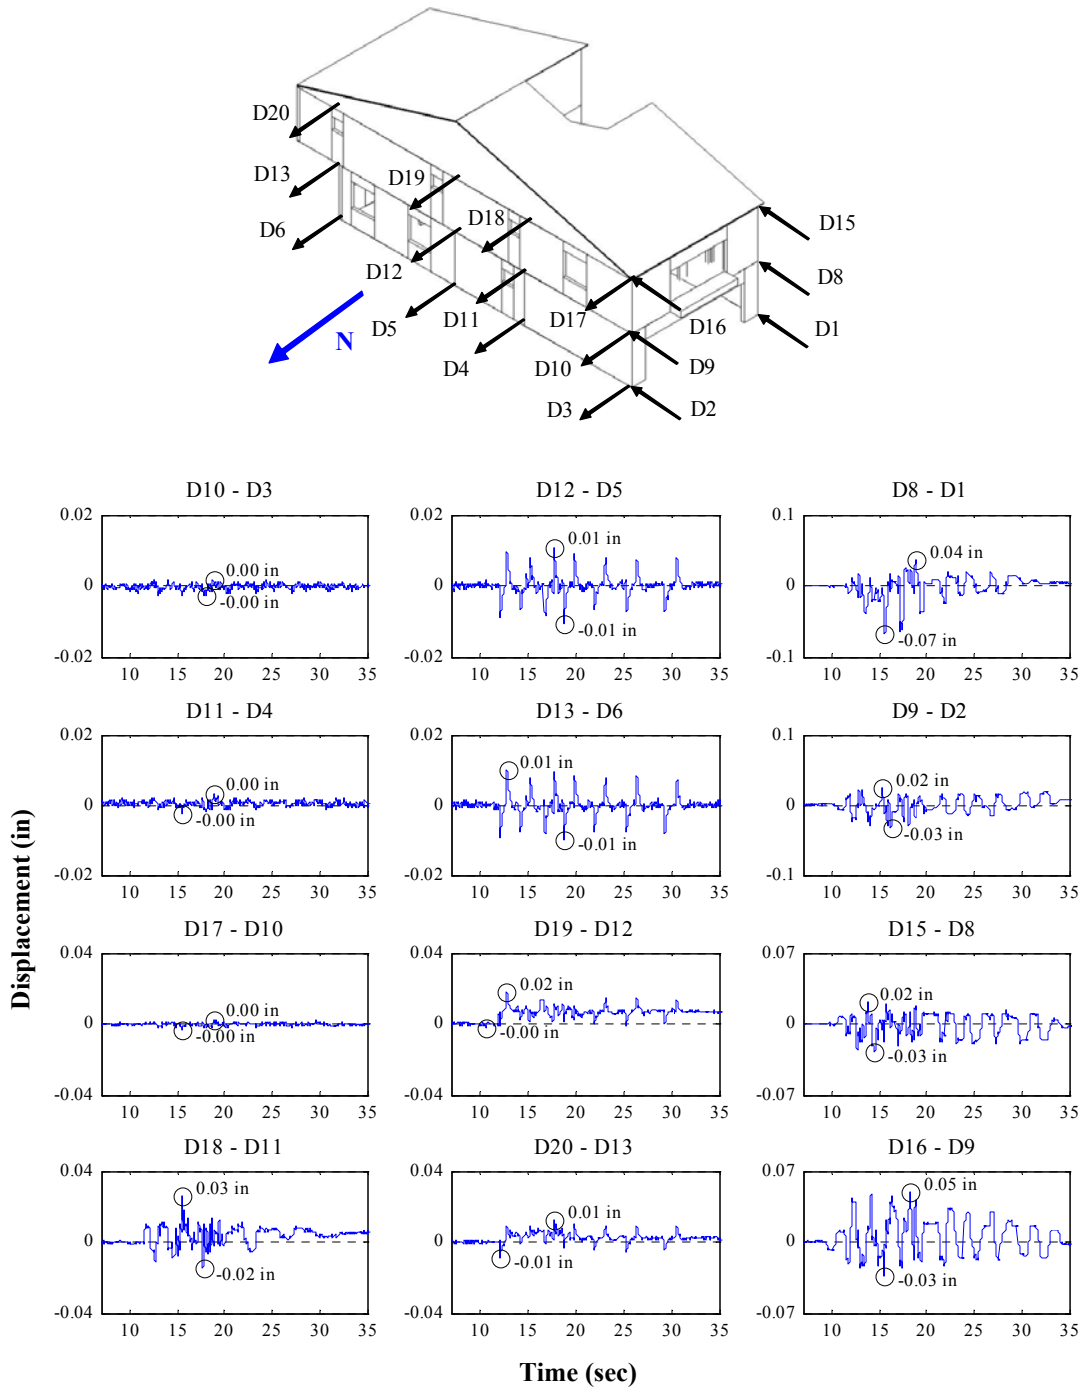 D20
D13
D6
D19
D18
D12
D5
D11
D4
D17
D10
D3
D15
D8
D1
D16
D9
D2
N
D10 - D3
0.02
0
-0.02
0.00 in
-0.00 in
10 15 20 25 30 35
D12 - D5
0.02
0
-0.02
0.01 in
-0.01 in
10 15 20 25 30 35
D8 - D1
0.1
0
-0.1
0.04 in
-0.07 in
10 15 20 25 30 35
D11 - D4
0.02
0
-0.02
0.00 in
-0.00 in
10 15 20 25 30 35
D13 - D6
0.02
0
-0.02
0.01 in
-0.01 in
10 15 20 25 30 35
D9 - D2
0.1
0
-0.1
0.02 in
-0.03 in
10 15 20 25 30 35
D17 - D10
0.04
0
-0.04
0.00 in
-0.00 in
10 15 20 25 30 35
D19 - D12
0.04
0
-0.04
0.02 in
-0.00 in
10 15 20 25 30 35
D15 - D8
0.07
0
-0.07
0.02 in
-0.03 in
10 15 20 25 30 35
D18 - D11
0.04
0
-0.04
0.03 in
-0.02 in
10 15 20 25 30 35
D20 - D13
0.04
0
-0.04
0.01 in
-0.01 in
10 15 20 25 30 35
D16 - D9
0.07
0
-0.07
0.05 in
-0.03 in
10 15 20 25 30 35
Displacement (in)
Time (sec)